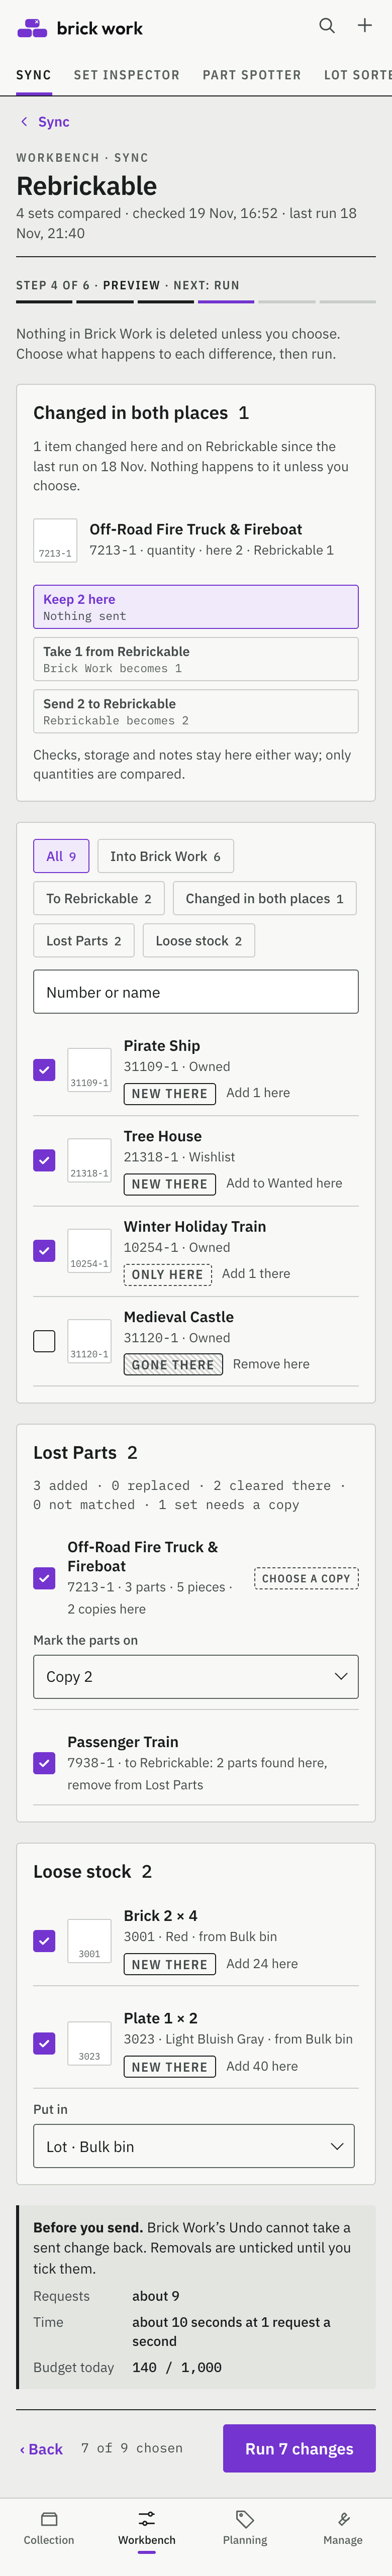 brick work
SYNC SET INSPECTOR PART SPOTTER LOT SORTE
Sync
WORKBENCH · SYNC
Rebrickable
4 sets compared · checked 19 Nov, 16:52 · last run 18
Nov, 21:40
STEP 4 OF 6 · PREVIEW · NEXT: RUN
Nothing in Brick Work is deleted unless you choose.
Choose what happens to each difference, then run.
Changed in both places 1
1 item changed here and on Rebrickable since the
last run on 18 Nov. Nothing happens to it unless you
choose.
Off-Road Fire Truck & Fireboat
7213-1
7213-1 · quantity · here 2 · Rebrickable 1
Keep 2 here
Nothing sent
Take 1 from Rebrickable
Brick Work becomes 1
Send 2 to Rebrickable
Rebrickable becomes 2
Checks, storage and notes stay here either way; only
quantities are compared.
All 9 Into Brick Work 6
To Rebrickable 2 Changed in both places 1
Lost Parts 2 Loose stock 2
Number or name
Pirate Ship
31109-1 · Owned
31109-1
NEW THERE Add 1 here
Tree House
21318-1 · Wishlist
21318-1
NEW THERE Add to Wanted here
Winter Holiday Train
10254-1 · Owned
10254-1
ONLY HERE Add 1 there
Medieval Castle
31120-1 · Owned
31120-1
GONE THERE Remove here
Lost Parts 2
3 added · 0 replaced · 2 cleared there ·
0 not matched · 1 set needs a copy
Off-Road Fire Truck &
Fireboat
7213-1 · 3 parts · 5 pieces ·
2 copies here
CHOOSE A COPY
Mark the parts on
Copy 2
Passenger Train
7938-1 · to Rebrickable: 2 parts found here,
remove from Lost Parts
Loose stock 2
Brick 2 × 4
3001 · Red · from Bulk bin
3001
NEW THERE Add 24 here
Plate 1 × 2
3023 · Light Bluish Gray · from Bulk bin
3023
NEW THERE Add 40 here
Put in
Lot · Bulk bin
Before you send. Brick Work’s Undo cannot take a
sent change back. Removals are unticked until you
tick them.
Requests about 9
Time about 10 seconds at 1 request a
second
Budget today 140 / 1,000
‹ Back 7 of 9 chosen Run 7 changes
Collection Workbench Planning Manage